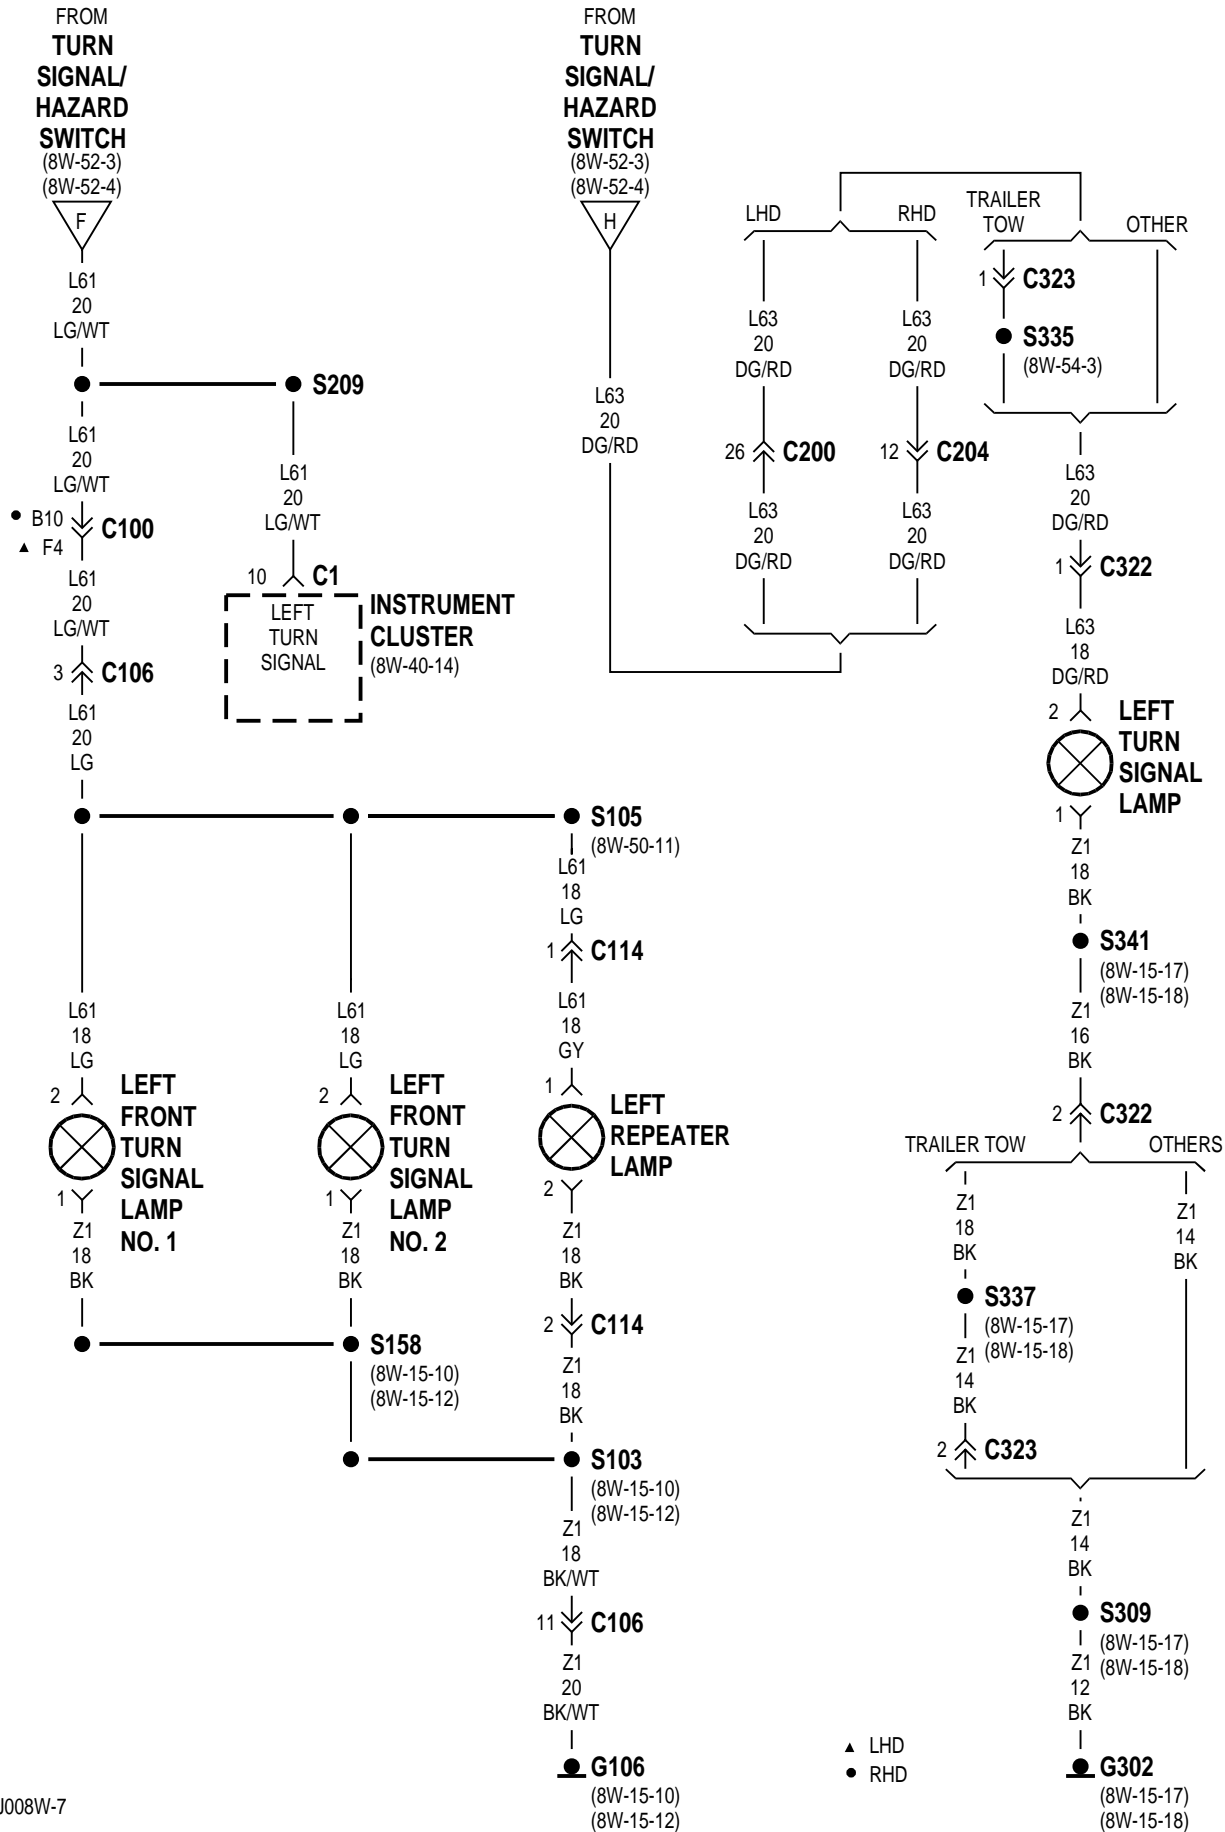 FROM
TURN
SIGNAL/
HAZARD
SWITCH
(8W-52-3)
(8W-52-4)
F
L61
20
LG/WT
S209
L61
20
LG/WT
● B10
▲ F4
C100
L61
20
LG/WT
3
C106
L61
20
LG
L61
20
LG/WT
10
C1
LEFT
TURN
SIGNAL
INSTRUMENT
CLUSTER
(8W-40-14)
S105
(8W-50-11)
L61
18
LG
2
LEFT
FRONT
TURN
SIGNAL
LAMP
NO. 1
1
Z1
18
BK
L61
18
LG
2
LEFT
FRONT
TURN
SIGNAL
LAMP
NO. 2
1
Z1
18
BK
S158
(8W-15-10)
(8W-15-12)
L61
18
LG
1
C114
L61
18
GY
1
LEFT
REPEATER
LAMP
2
Z1
18
BK
2
C114
Z1
18
BK
S103
(8W-15-10)
(8W-15-12)
Z1
18
BK/WT
11
C106
Z1
20
BK/WT
G106
(8W-15-10)
(8W-15-12)
FROM
TURN
SIGNAL/
HAZARD
SWITCH
(8W-52-3)
(8W-52-4)
H
L63
20
DG/RD
LHD
L63
20
DG/RD
26
C200
L63
20
DG/RD
RHD
L63
20
DG/RD
12
C204
L63
20
DG/RD
TRAILER
TOW
OTHER
1
C323
S335
(8W-54-3)
L63
20
DG/RD
1
C322
L63
18
DG/RD
2
LEFT
TURN
SIGNAL
LAMP
1
Z1
18
BK
S341
(8W-15-17)
(8W-15-18)
Z1
16
BK
2
C322
TRAILER TOW
OTHERS
Z1
18
BK
S337
(8W-15-17)
(8W-15-18)
Z1
14
BK
2
C323
Z1
14
BK
Z1
14
BK
S309
(8W-15-17)
(8W-15-18)
Z1
12
BK
G302
(8W-15-17)
(8W-15-18)
▲ LHD
● RHD
J008W-7